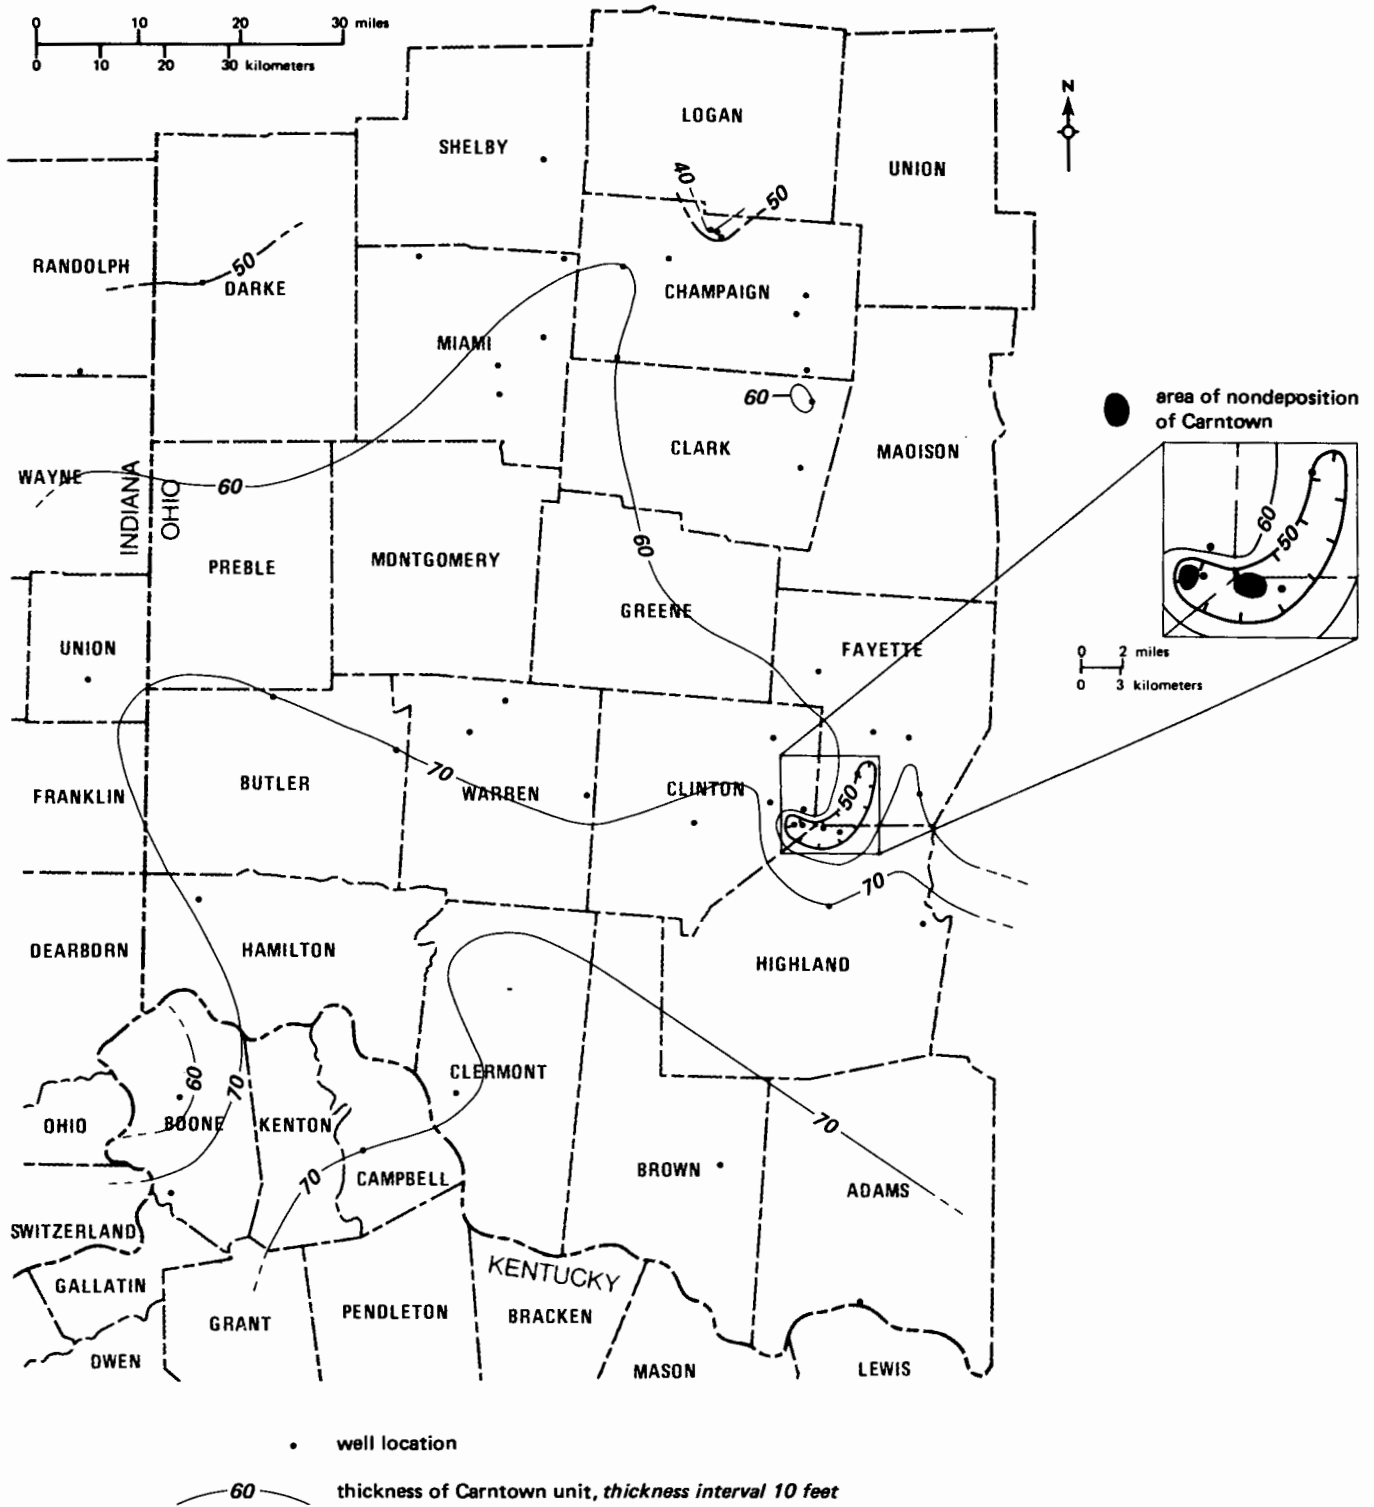 0 10 20 30 miles
0 10 20 30 kilometers
N
LOGAN
SHELBY
UNION
40
50
RANDOLPH
50
DARKE
CHAMPAIGN
MIAMI
60
area of nondeposition
of Carntown
CLARK
MADISON
WAYNE
60
INDIANA
OHIO
60
50
60
MONTGOMERY
PREBLE
GREENE
UNION
FAYETTE
0 2 miles
0 3 kilometers
70
BUTLER
WARREN
CLINTON
FRANKLIN
50
70
DEARBORN
HAMILTON
HIGHLAND
CLERMONT
60
70
OHIO
BOONE
KENTON
70
BROWN
CAMPBELL
70
ADAMS
SWITZERLAND
KENTUCKY
GALLATIN
GRANT
PENDLETON
BRACKEN
OWEN
MASON
LEWIS
well location
60 thickness of Carntown unit, thickness interval 10 feet